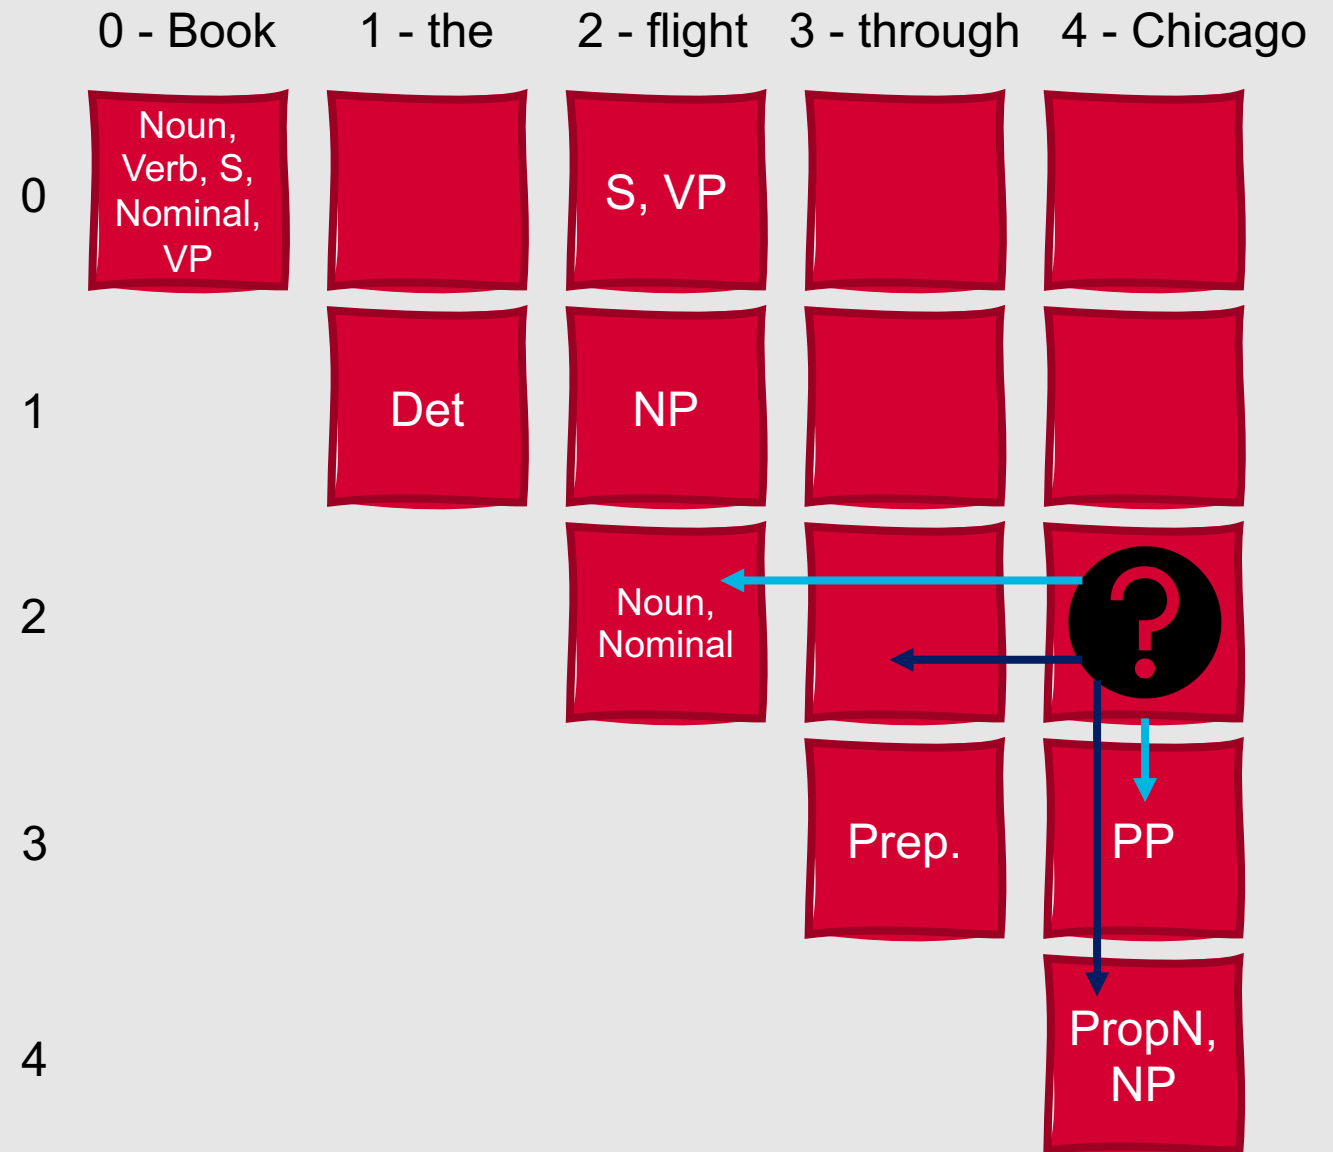 0 - Book 1 - the 2 - flight 3 - through 4 - Chicago
0
Noun,
Verb, S,
Nominal,
VP
S, VP
1
Det
NP
2
Noun,
Nominal
?
3
Prep.
PP
4
PropN,
NP